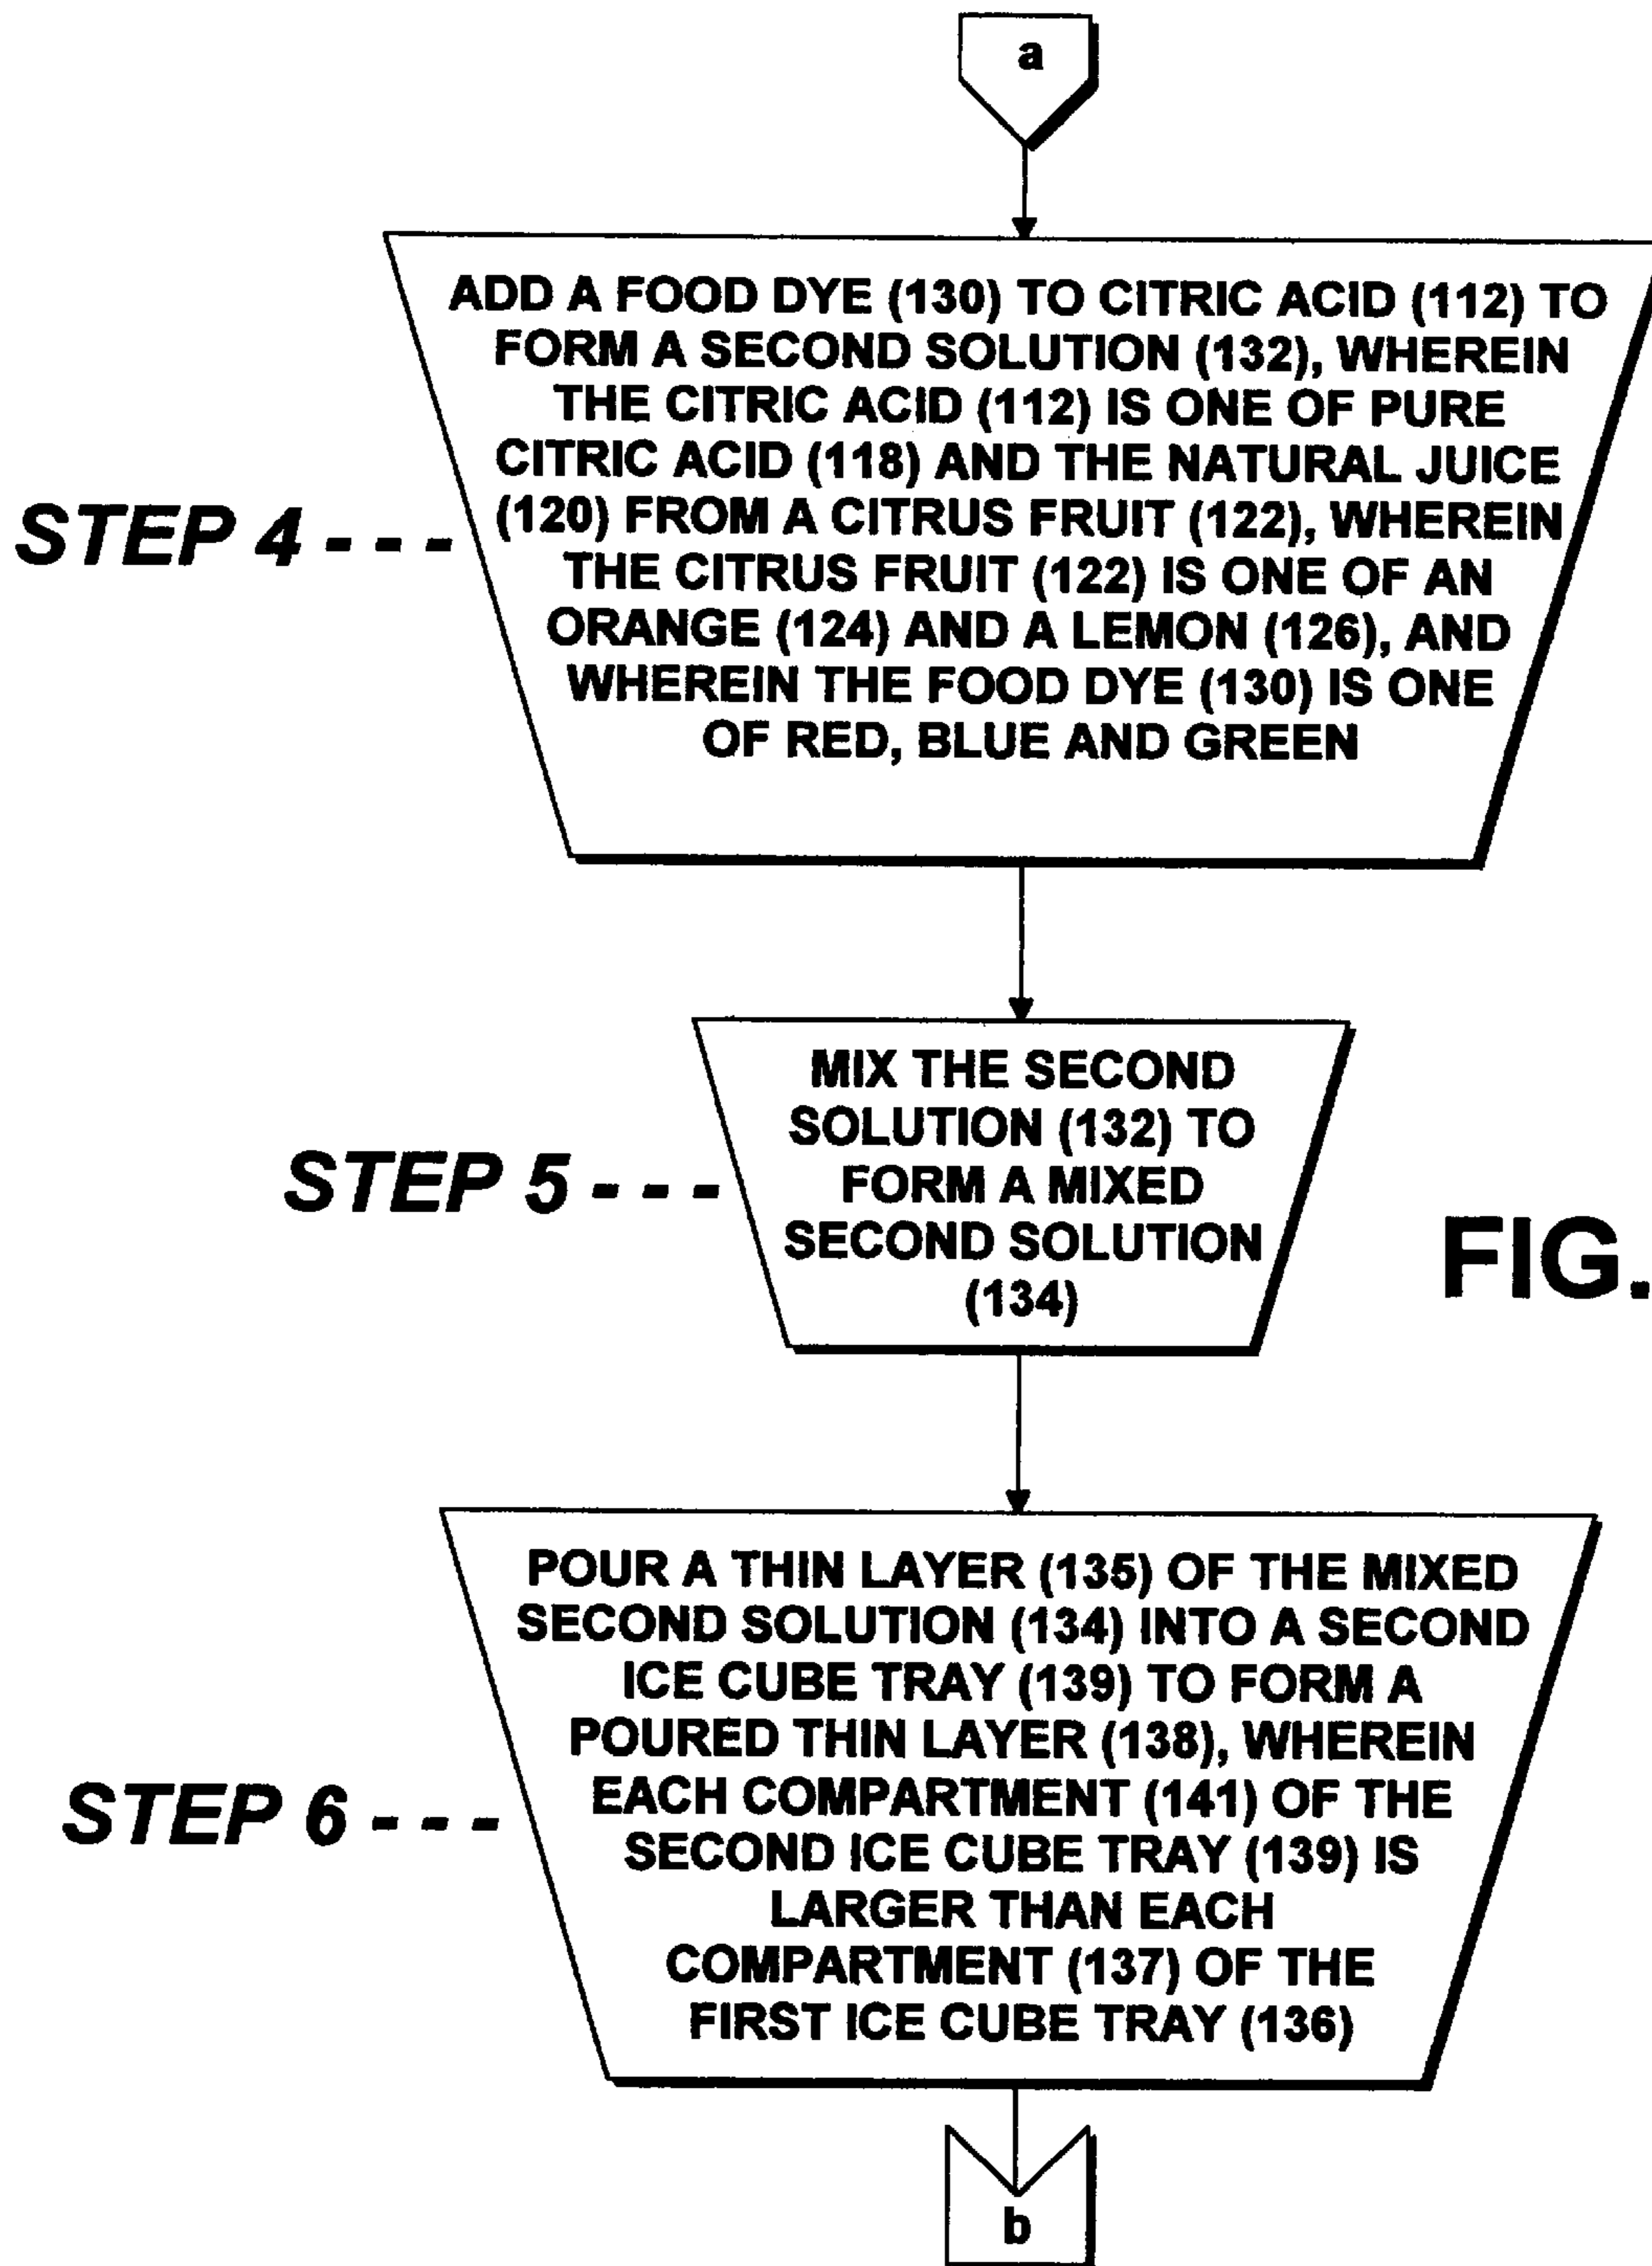 a
ADD A FOOD DYE (130) TO CITRIC ACID (112) TO
FORM A SECOND SOLUTION (132), WHEREIN
THE CITRIC ACID (112) IS ONE OF PURE
CITRIC ACID (118) AND THE NATURAL JUICE
(120) FROM A CITRUS FRUIT (122), WHEREIN
THE CITRUS FRUIT (122) IS ONE OF AN
ORANGE (124) AND A LEMON (126), AND
WHEREIN THE FOOD DYE (130) IS ONE
OF RED, BLUE AND GREEN
STEP 4 - - -
MIX THE SECOND
SOLUTION (132) TO
FORM A MIXED
SECOND SOLUTION
(134)
STEP 5 - - -
FIG.
POUR A THIN LAYER (135) OF THE MIXED
SECOND SOLUTION (134) INTO A SECOND
ICE CUBE TRAY (139) TO FORM A
POURED THIN LAYER (138), WHEREIN
EACH COMPARTMENT (141) OF THE
SECOND ICE CUBE TRAY (139) IS
LARGER THAN EACH
COMPARTMENT (137) OF THE
FIRST ICE CUBE TRAY (136)
STEP 6 - - -
b